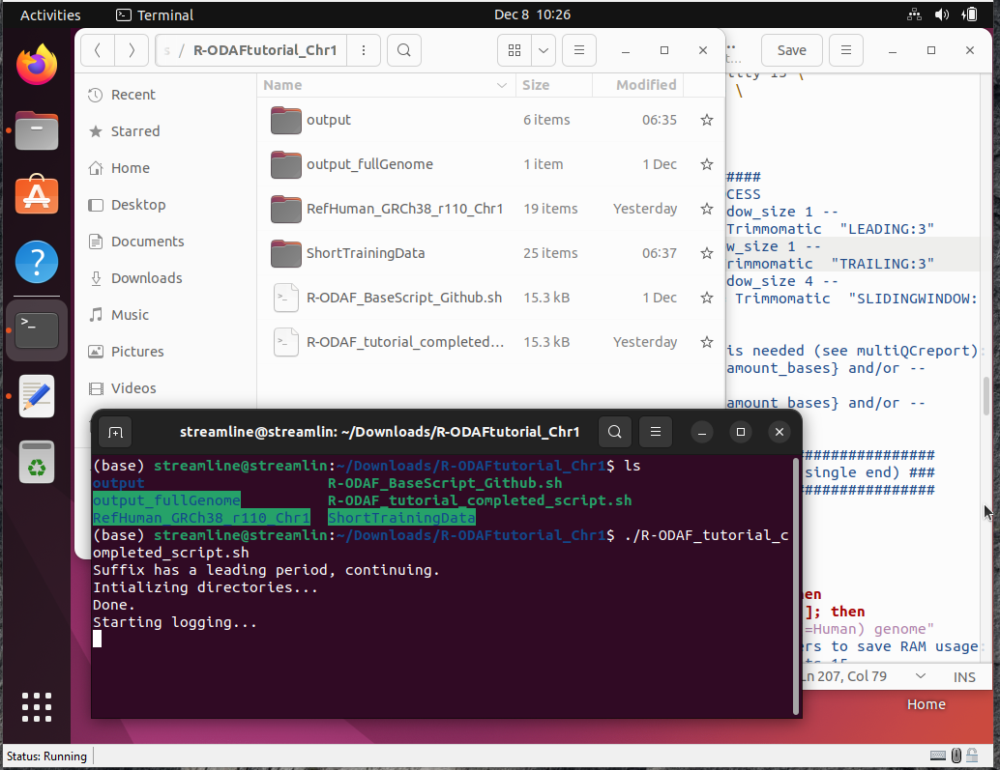 Activities
Terminal
Dec 8 10:26
s / R-ODAFtutorial_Chr1
Save
Name
Size
Modified
Recent
Starred
Home
Desktop
Documents
Downloads
Music
Pictures
Videos
output 6 items 06:35
output_fullGenome 1 item 1 Dec
RefHuman_GRCh38_r110_Chr1 19 items Yesterday
ShortTrainingData 25 items 06:37
R-ODAF_BaseScript_Github.sh 15.3 kB 1 Dec
R-ODAF_tutorial_completed… 15.3 kB Yesterday
\
####
CESS
dow_size 1 --
Trimmomatic "LEADING:3"
w_size 1 --
rimmomatic "TRAILING:3"
dow_size 4 --
Trimmomatic "SLIDINGWINDOW:
is needed (see multiQCreport):
amount_bases} and/or --
amount_bases} and/or --
################
single end) ###
################
en
]; then
=Human) genome"
ers to save RAM usage:
Ln 207, Col 79
INS
streamline@streamlin: ~/Downloads/R-ODAFtutorial_Chr1
(base) streamline@streamlin:~/Downloads/R-ODAFtutorial_Chr1$ ls
output R-ODAF_BaseScript_Github.sh
output_fullGenome R-ODAF_tutorial_completed_script.sh
RefHuman_GRCh38_r110_Chr1 ShortTrainingData
(base) streamline@streamlin:~/Downloads/R-ODAFtutorial_Chr1$ ./R-ODAF_tutorial_c
ompleted_script.sh
Suffix has a leading period, continuing.
Intializing directories...
Done.
Starting logging...
Home
Status: Running